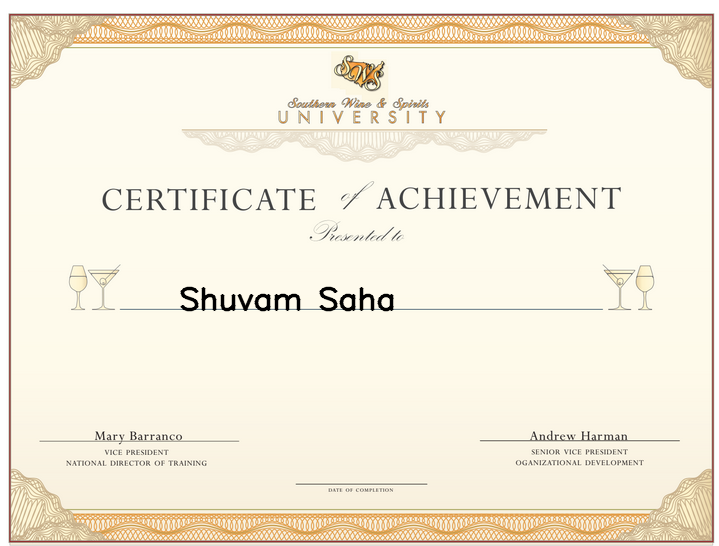 SWS
Southern Wine & Spirits
UNIVERSITY
CERTIFICATE of ACHIEVEMENT
Presented to
Shuvam Saha
Mary Barranco
VICE PRESIDENT
NATIONAL DIRECTOR OF TRAINING
Andrew Harman
SENIOR VICE PRESIDENT
OGANIZATIONAL DEVELOPMENT
DATE OF COMPLETION